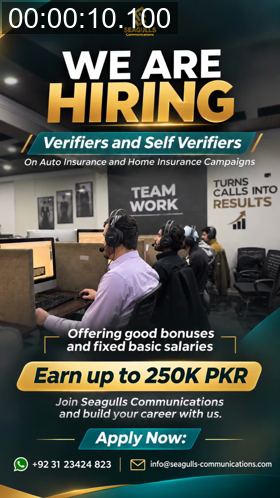 00:00:10.100
SEAGULLS
Communications
WE ARE
HIRING
Verifiers and Self Verifiers
On Auto Insurance and Home Insurance Campaigns
TEAM
WORK
TURNS
CALLS INTO
RESULTS
Offering good bonuses
and fixed basic salaries
Earn up to 250K PKR
Join Seagulls Communications
and build your career with us.
Apply Now:
+92 31 23424 823
info@seagulls-communications.com